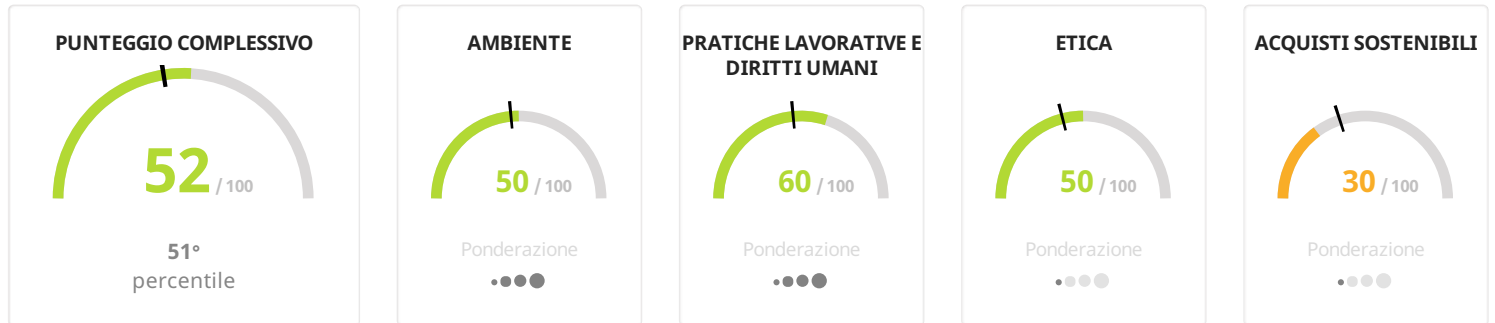 PUNTEGGIO COMPLESSIVO
52 / 100
51°
percentile
AMBIENTE
50 / 100
Ponderazione
PRATICHE LAVORATIVE E
DIRITTI UMANI
60 / 100
Ponderazione
ETICA
50 / 100
Ponderazione
ACQUISTI SOSTENIBILI
30 / 100
Ponderazione